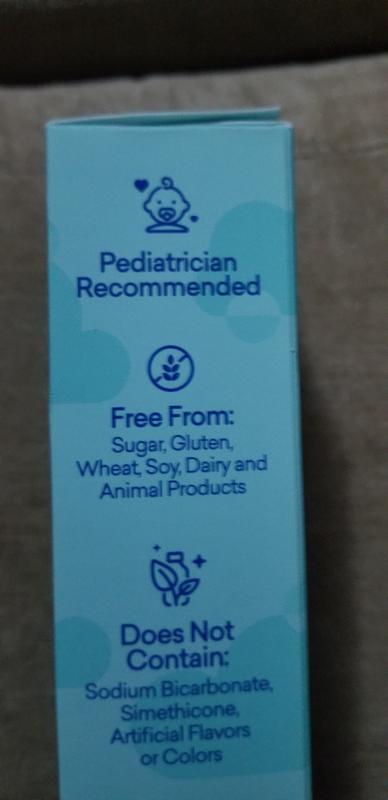 Pediatrician
Recommended
Free From:
Sugar, Gluten,
Wheat, Soy, Dairy and
Animal Products
Does Not
Contain:
Sodium Bicarbonate,
Simethicone,
Artificial Flavors
or Colors